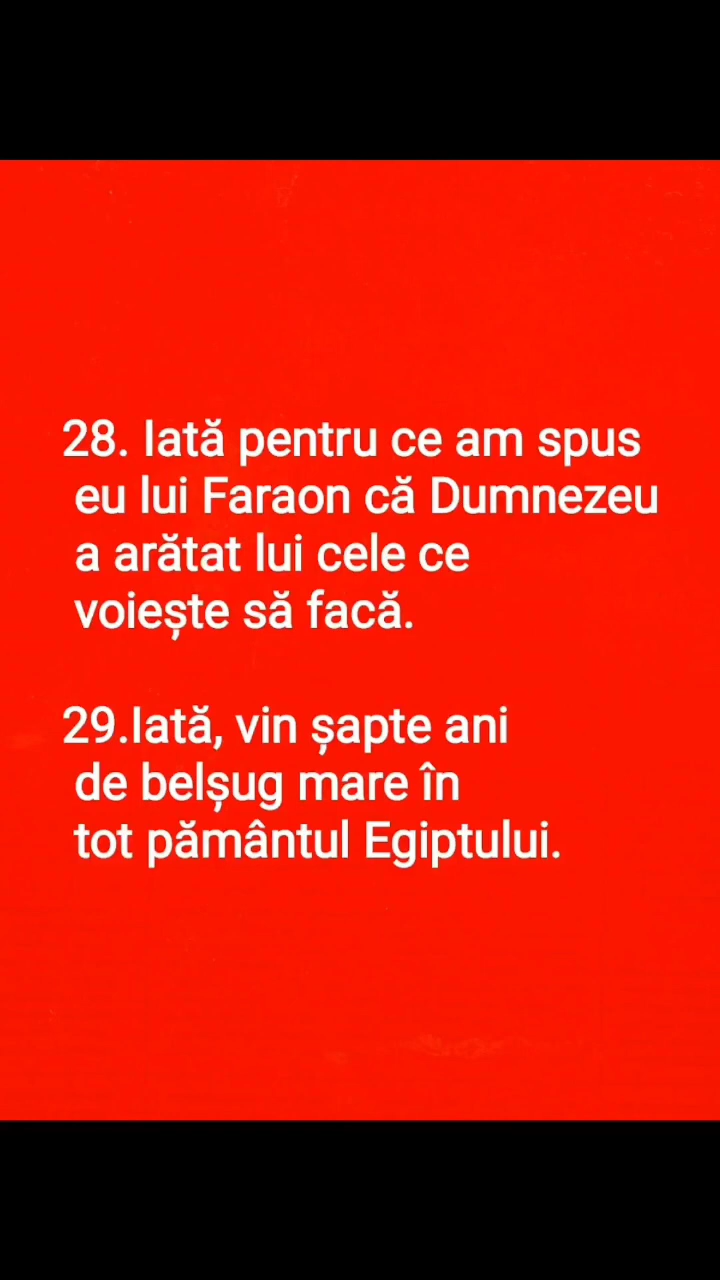 28. Iată pentru ce am spus
eu lui Faraon că Dumnezeu
a arătat lui cele ce
voiește să facă.
29.Iată, vin șapte ani
de belșug mare în
tot pământul Egiptului.